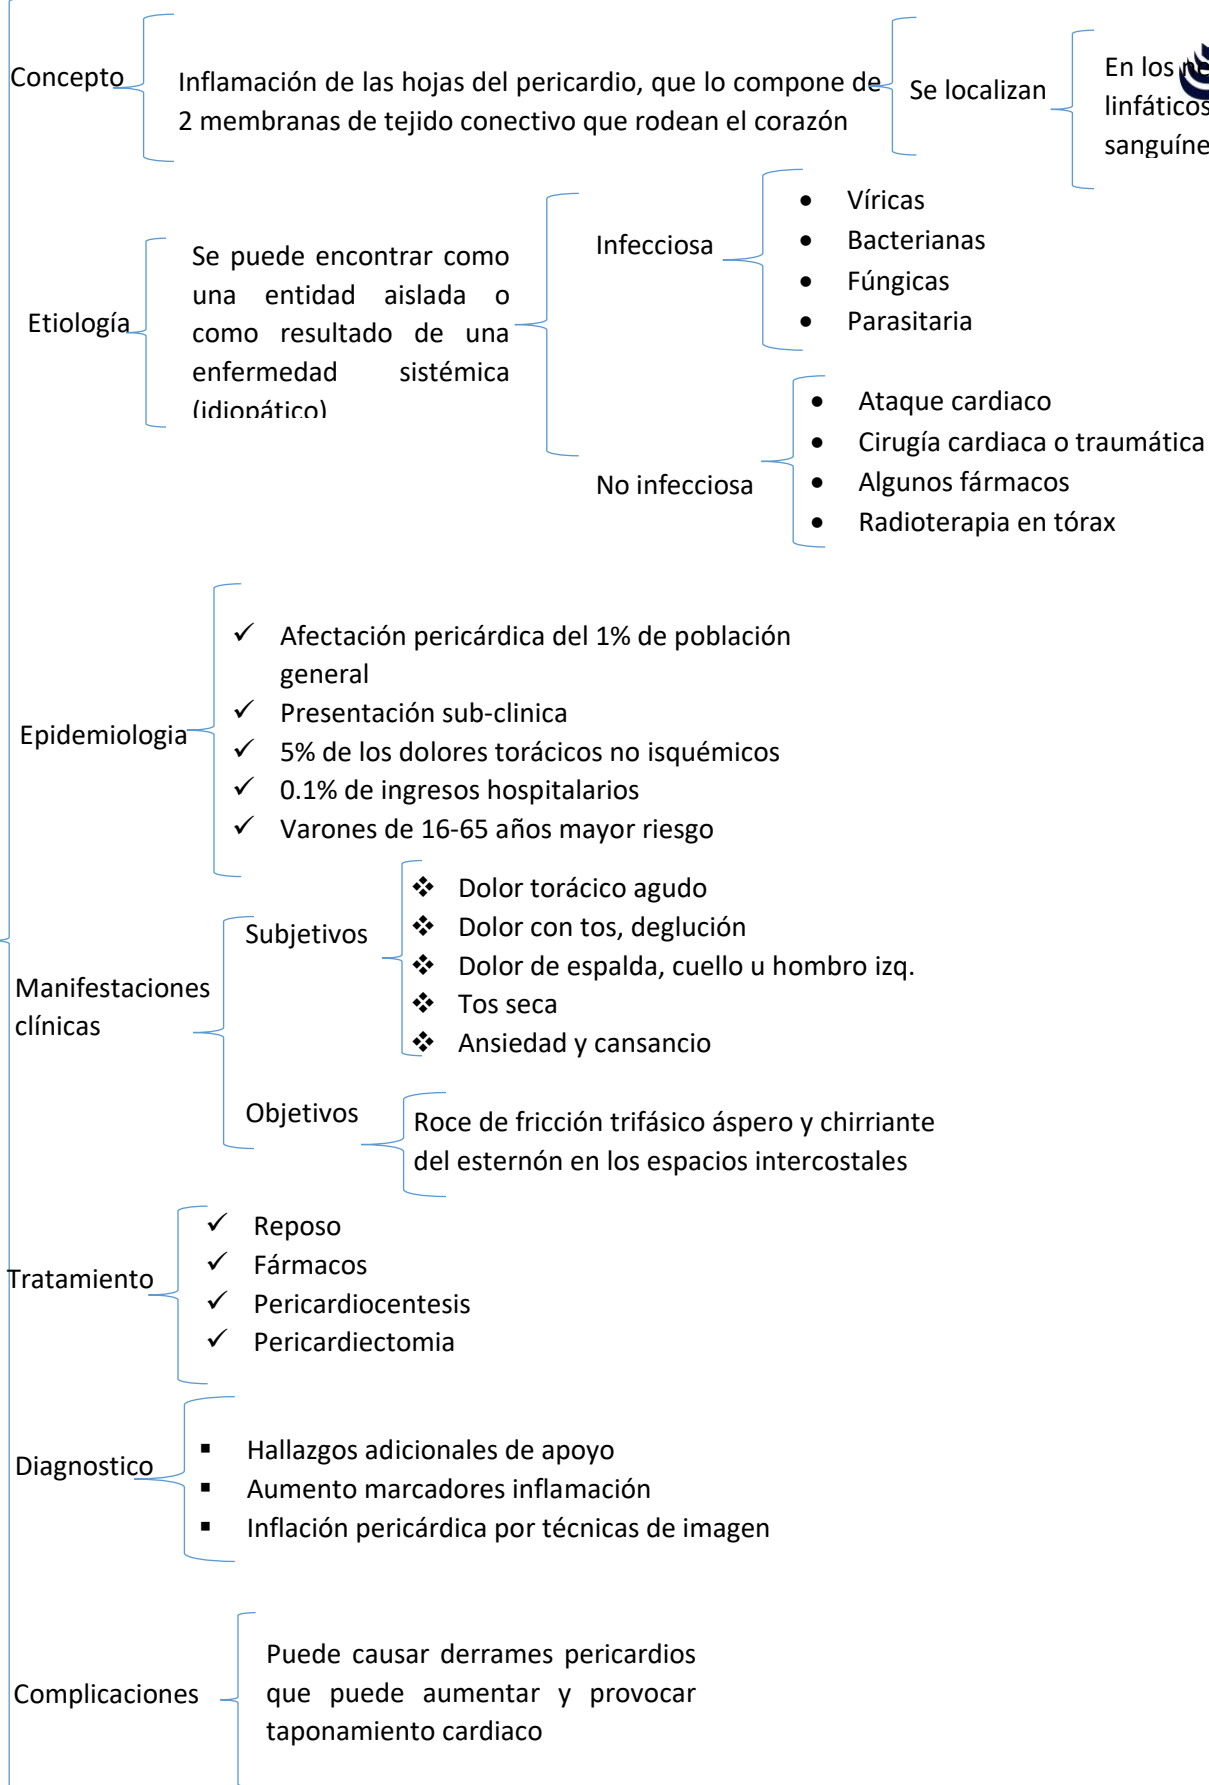 Concepto
Inflamación de las hojas del pericardio, que lo compone de
2 membranas de tejido conectivo que rodean el corazón
Se localizan
En los
linfáticos
sanguíne
Etiología
Se puede encontrar como
una entidad aislada o
como resultado de una
enfermedad sistémica
(idiopático)
Infecciosa
• Víricas
• Bacterianas
• Fúngicas
• Parasitaria
No infecciosa
• Ataque cardiaco
• Cirugía cardiaca o traumática
• Algunos fármacos
• Radioterapia en tórax
Epidemiologia
✓ Afectación pericárdica del 1% de población
general
✓ Presentación sub-clinica
✓ 5% de los dolores torácicos no isquémicos
✓ 0.1% de ingresos hospitalarios
✓ Varones de 16-65 años mayor riesgo
Manifestaciones
clínicas
Subjetivos
❖ Dolor torácico agudo
❖ Dolor con tos, deglución
❖ Dolor de espalda, cuello u hombro izq.
❖ Tos seca
❖ Ansiedad y cansancio
Objetivos
Roce de fricción trifásico áspero y chirriante
del esternón en los espacios intercostales
Tratamiento
✓ Reposo
✓ Fármacos
✓ Pericardiocentesis
✓ Pericardiectomia
Diagnostico
▪ Hallazgos adicionales de apoyo
▪ Aumento marcadores inflamación
▪ Inflación pericárdica por técnicas de imagen
Complicaciones
Puede causar derrames pericardios
que puede aumentar y provocar
taponamiento cardiaco